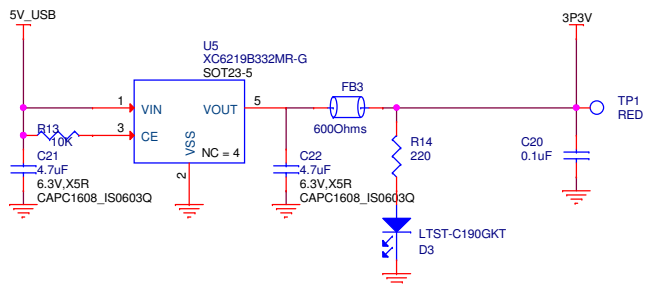 5V_USB
3P3V
U5
XC6219B332MR-G
SOT23-5
1
VIN
VOUT
5
FB3
600Ohms
TP1
RED
R13
10K
3
CE
VSS
NC = 4
2
C21
4.7uF
6.3V,X5R
CAPC1608_IS0603Q
C22
4.7uF
6.3V,X5R
CAPC1608_IS0603Q
R14
220
C20
0.1uF
LTST-C190GKT
D3